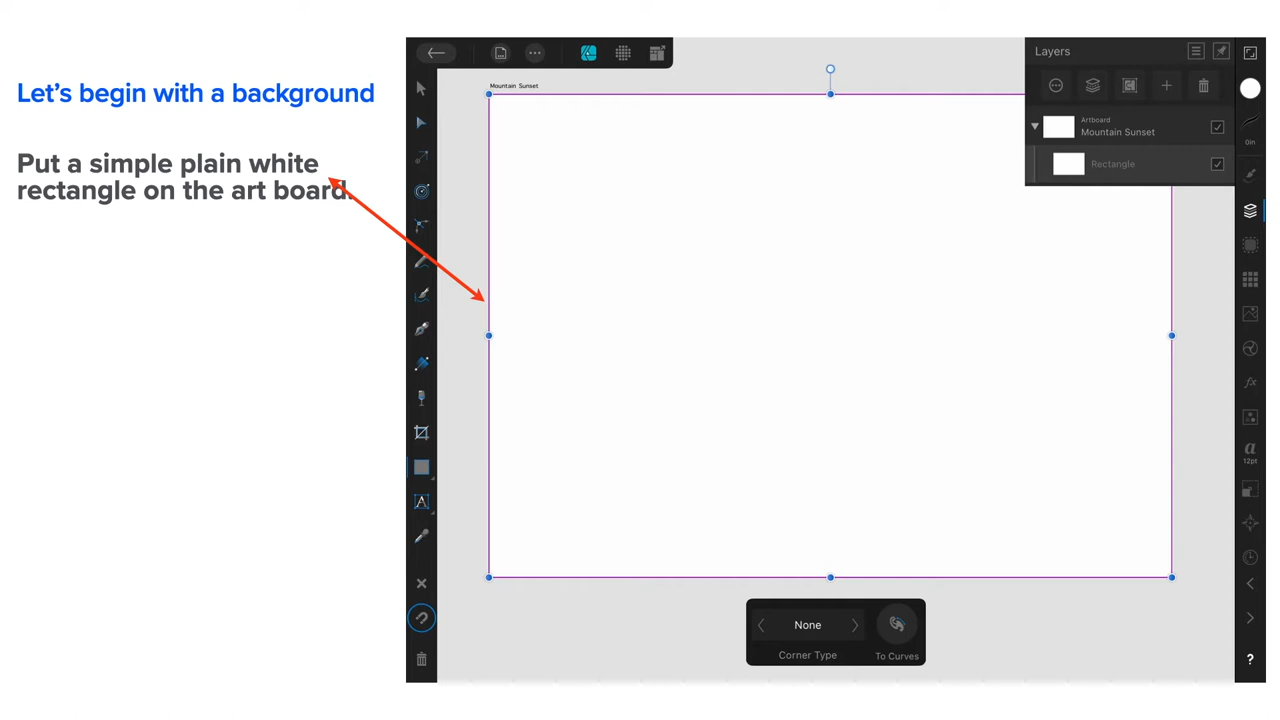 Let's begin with a background
Put a simple plain white
rectangle on the art board.
Mountain Sunset
Layers
Artboard
Mountain Sunset
Rectangle
0in
fx
a
12pt
A
None
Corner Type
To Curves
?